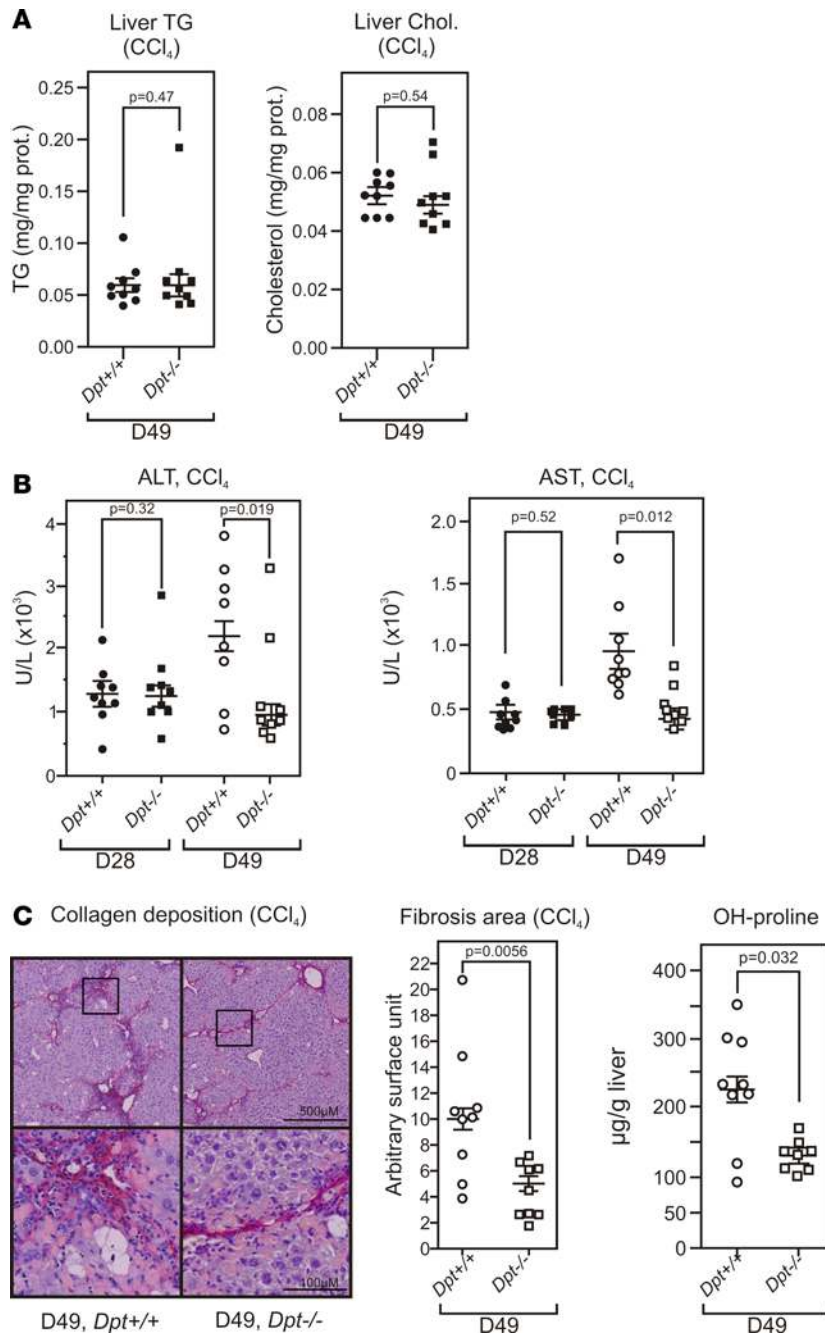 A
Liver TG
(CCl₄)
Liver Chol.
(CCl₄)
TG (mg/mg prot.)
0.25
0.20
0.15
0.10
0.05
0.00
p=0.47
Dpt+/+
Dpt-/-
D49
Cholesterol (mg/mg prot.)
0.08
0.06
0.04
0.02
0.00
p=0.54
Dpt+/+
Dpt-/-
D49
B
ALT, CCl₄
U/L (x10³)
4
3
2
1
0
p=0.32
p=0.019
Dpt+/+
Dpt-/-
Dpt+/+
Dpt-/-
D28
D49
AST, CCl₄
U/L (x10³)
2.0
1.5
1.0
0.5
0
p=0.52
p=0.012
Dpt+/+
Dpt-/-
Dpt+/+
Dpt-/-
D28
D49
C
Collagen deposition (CCl₄)
500µM
100µM
D49, Dpt+/+
D49, Dpt-/-
Fibrosis area (CCl₄)
Arbitrary surface unit
22
20
18
16
14
12
10
8
6
4
2
0
p=0.0056
Dpt+/+
Dpt-/-
D49
OH-proline
µg/g liver
400
350
250
200
150
100
50
0
p=0.032
Dpt+/+
Dpt-/-
D49